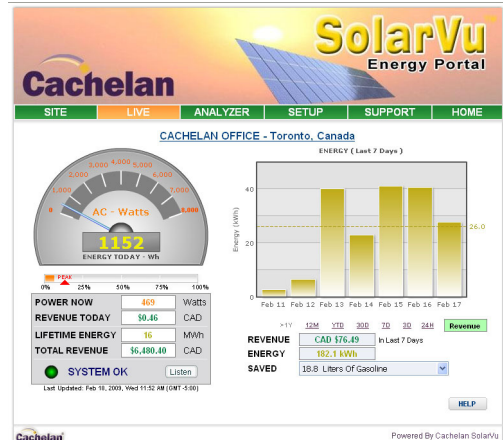 SolarVu
Energy Portal
Cachelan
SITE LIVE ANALYZER SETUP SUPPORT HOME
CACHELAN OFFICE - Toronto, Canada
0 1,000 2,000 3,000 4,000 5,000 6,000 7,000 8,000
AC - Watts
1152
ENERGY TODAY - Wh
PEAK
0% 25% 50% 75% 100%
POWER NOW 469 Watts
REVENUE TODAY $0.46 CAD
LIFETIME ENERGY 16 MWh
TOTAL REVENUE $6,480.40 CAD
SYSTEM OK Listen
Last Updated: Feb 18, 2009, Wed 11:52 AM (GMT -5:00)
ENERGY ( Last 7 Days )
Energy (kWh)
40
20
0
26.0
Feb 11 Feb 12 Feb 13 Feb 14 Feb 15 Feb 16 Feb 17
>1Y 12M YTD 30D 7D 3D 24H Revenue
REVENUE CAD $76.49 In Last 7 Days
ENERGY 182.1 kWh
SAVED 18.8 Liters Of Gasoline
HELP
Cachelan
Powered By Cachelan SolarVu